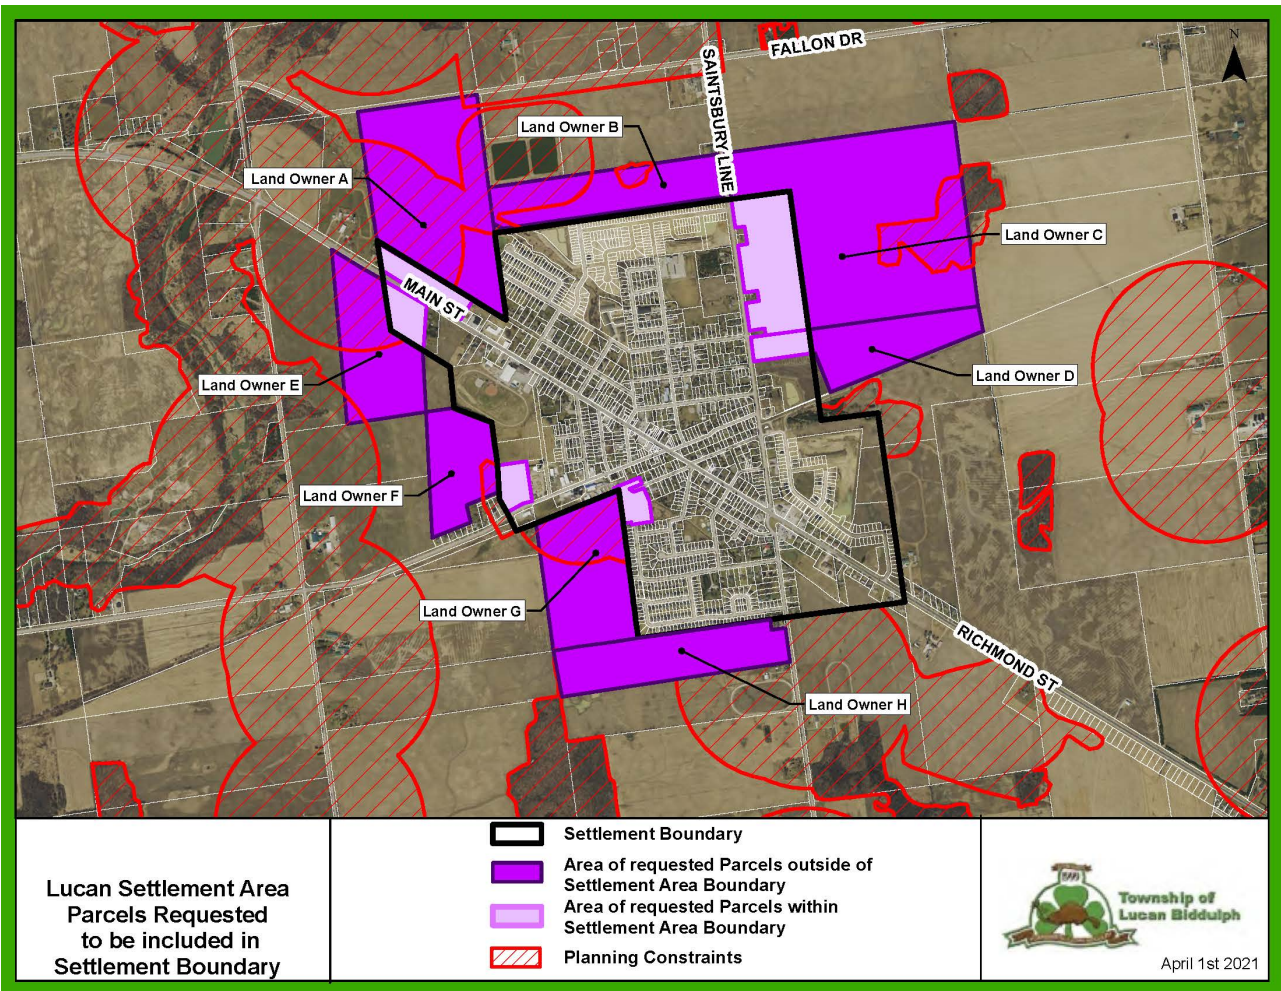 N
FALLON DR
SAINTSBURY LINE
Land Owner B
Land Owner A
Land Owner C
MAIN ST
Land Owner D
Land Owner E
Land Owner F
Land Owner G
RICHMOND ST
Land Owner H
Lucan Settlement Area
Parcels Requested
to be included in
Settlement Boundary
Settlement Boundary
Area of requested Parcels outside of
Settlement Area Boundary
Area of requested Parcels within
Settlement Area Boundary
Planning Constraints
Township of
Lucan Biddulph
April 1st 2021